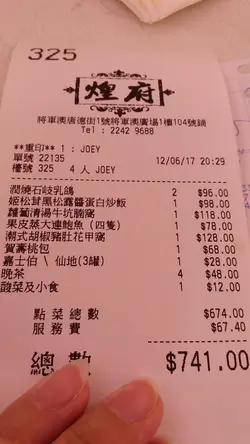 325
煌府
將軍澳唐德街1號將軍澳廣場1樓104號舖
Tel : 2242 9688
**重印** 1 : JOEY
單號 22135 12/06/17 20:29
檯號 325 4 人 JOEY
潤燒石岐乳鴿 2 $96.00
姬松茸黑松露醬蛋白炒飯 1 $98.00
蘿蔔清湯牛坑腩窩 1 $118.00
果皮蒸大連鮑魚 (四隻) 1 $78.00
潮式胡椒豬肚花甲窩 1 $128.00
賀壽桃包 1 $68.00
嘉士伯 \ 仙地(3罐) 1 $28.00
晚茶 4 $48.00
酸菜及小食 1 $12.00
點菜總數 $674.00
服務費 $67.40
總數 $741.00